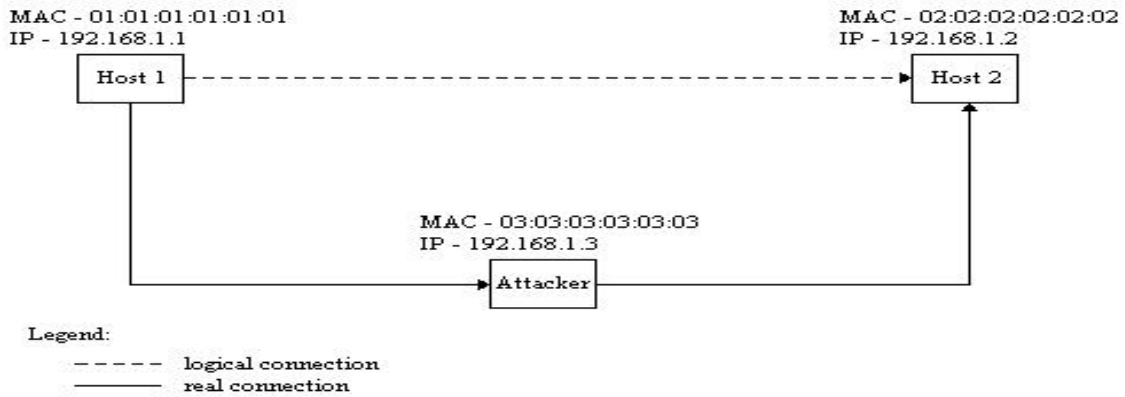 MAC - 01:01:01:01:01:01
IP - 192.168.1.1
Host 1
MAC - 02:02:02:02:02:02
IP - 192.168.1.2
Host 2
MAC - 03:03:03:03:03:03
IP - 192.168.1.3
Attacker
Legend:
logical connection
real connection